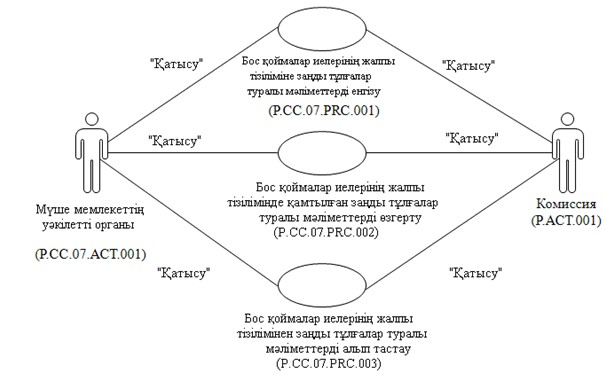 "Қатысу"
"Қатысу"
Бос қоймалар иелерінің жалпы
тізіліміне заңды тұлғалар
туралы мәліметтерді енгізу
(P.CC.07.PRC.001)
"Қатысу"
"Қатысу"
Бос қоймалар иелерінің жалпы
тізілімінде қамтылған заңды тұлғалар
туралы мәліметтерді өзгерту
(P.CC.07.PRC.002)
Мүше мемлекеттің
уәкілетті органы
(P.CC.07.ACT.001)
Комиссия
(P.ACT.001)
"Қатысу"
"Қатысу"
Бос қоймалар иелерінің жалпы
тізілімінен заңды тұлғалар туралы
мәліметтерді алып тастау
(P.CC.07.PRC.003)